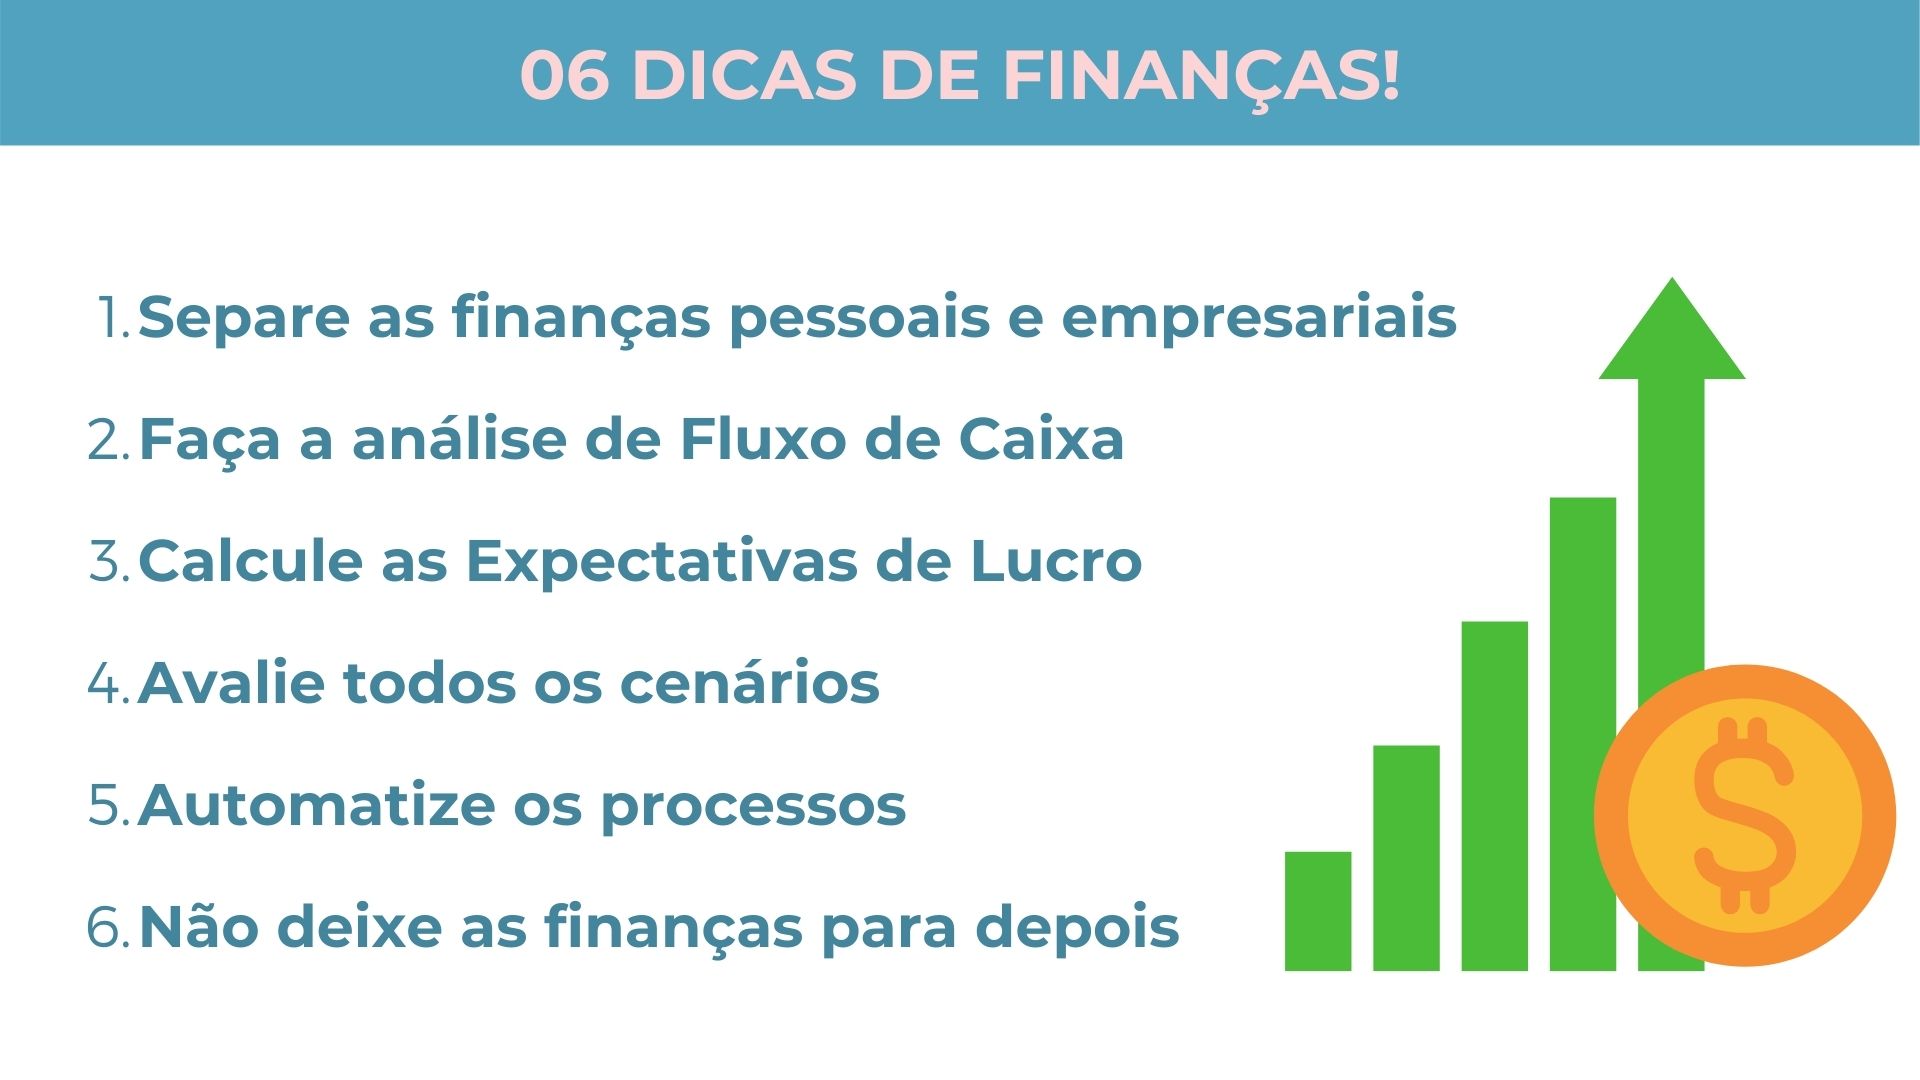 06 DICAS DE FINANÇAS!
1. Separe as finanças pessoais e empresariais
2. Faça a análise de Fluxo de Caixa
3. Calcule as Expectativas de Lucro
4. Avalie todos os cenários
5. Automatize os processos
6. Não deixe as finanças para depois
$